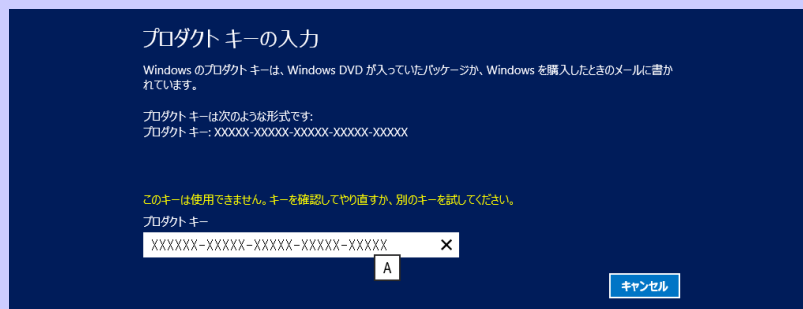 プロダクト キーの入力
Windows のプロダクト キーは、Windows DVD が入っていたパッケージか、Windows を購入したときのメールに書か
れています。
プロダクト キーは次のような形式です:
プロダクト キー: XXXXX-XXXXX-XXXXX-XXXXX-XXXXX
このキーは使用できません。キーを確認してやり直すか、別のキーを試してください。
プロダクト キー
XXXXXX-XXXXX-XXXXX-XXXXX-XXXXX
A
キャンセル